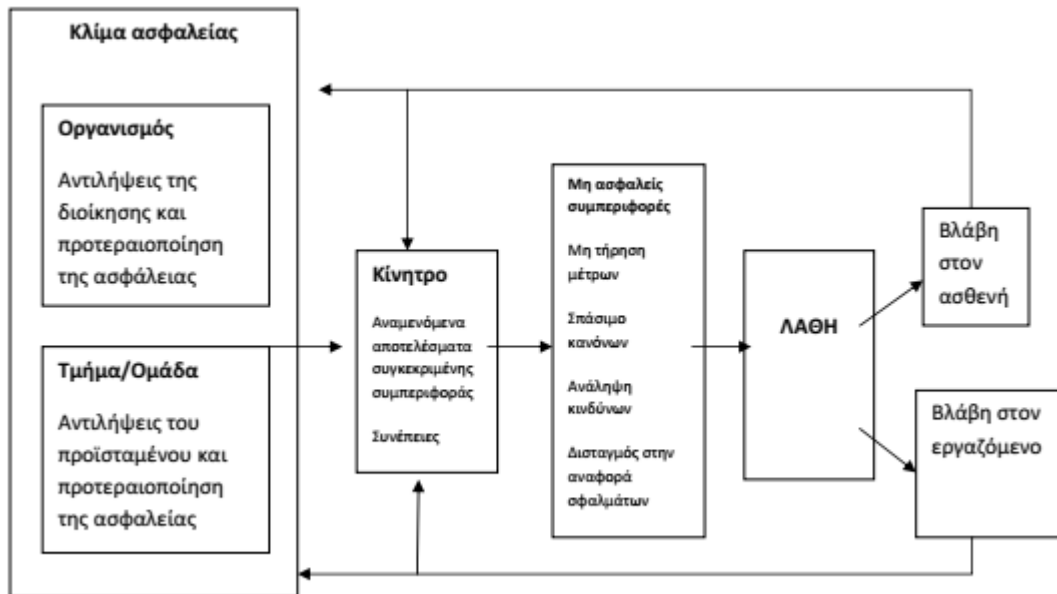 Κλίμα ασφαλείας
Οργανισμός
Αντιλήψεις της
διοίκησης και
προτεραιοποίηση
της ασφάλειας
Τμήμα/Ομάδα
Αντιλήψεις του
προϊσταμένου και
προτεραιοποίηση
της ασφαλείας
Κίνητρο
Αναμενόμενα
αποτελέσματα
συγκεκριμένης
συμπεριφοράς
Συνέπειες
Μη ασφαλείς
συμπεριφορές
Μη τήρηση
μέτρων
Σπάσιμο
κανόνων
Ανάληψη
κινδύνων
Δισταγμός στην
αναφορά
σφαλμάτων
ΛΑΘΗ
Βλάβη
στον
ασθενή
Βλάβη στον
εργαζόμενο